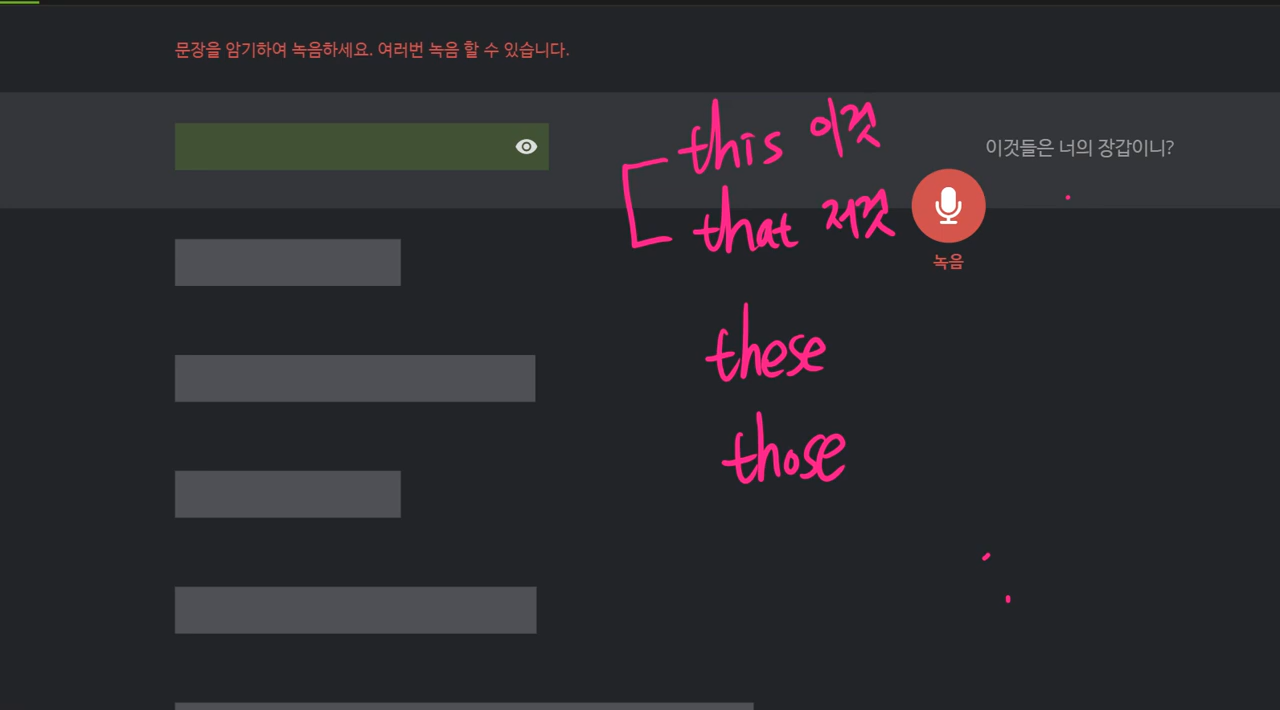 문장을 암기하여 녹음하세요. 여러번 녹음 할 수 있습니다.
this 이것
이것들은 너의 장갑이니?
that 저것
녹음
these
those